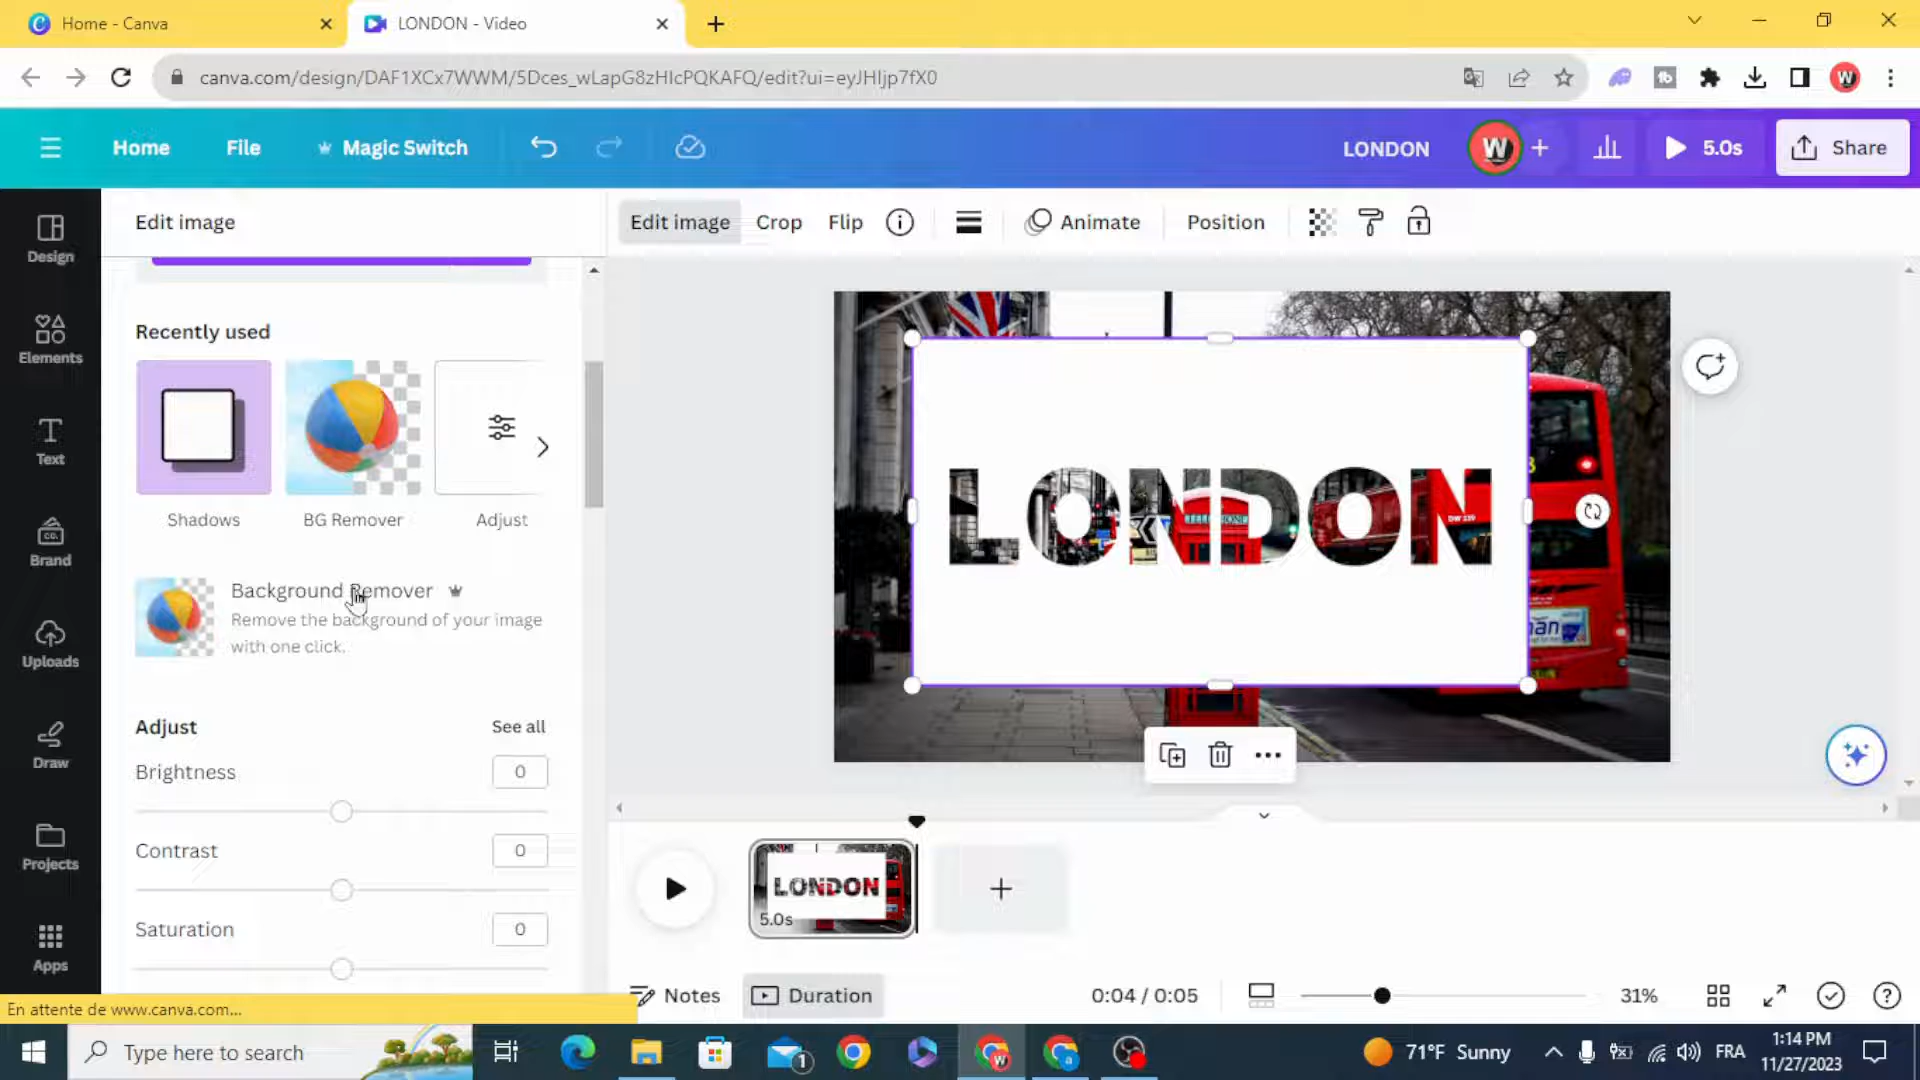 Home - Canva
LONDON - Video
canva.com/design/DAF1XCx7WWM/5Dces_wLapG8zHIcPQKAFQ/edit?ui=eyJHIjp7fX0
W
Home
File
Magic Switch
LONDON
W
5.0s
Share
Design
Elements
Text
CO.
Brand
Uploads
Draw
Projects
Apps
Edit image
Recently used
Shadows
BG Remover
Adjust
Background Remover
Remove the background of your image
with one click.
Adjust
See all
Brightness
0
Contrast
0
Saturation
0
Edit image
Crop
Flip
Animate
Position
LONDON
TELEPHONE
LONDON
5.0s
Notes
Duration
0:04 / 0:05
31%
En attente de www.canva.com...
Type here to search
1
W
a
71°F Sunny
FRA
1:14 PM
11/27/2023